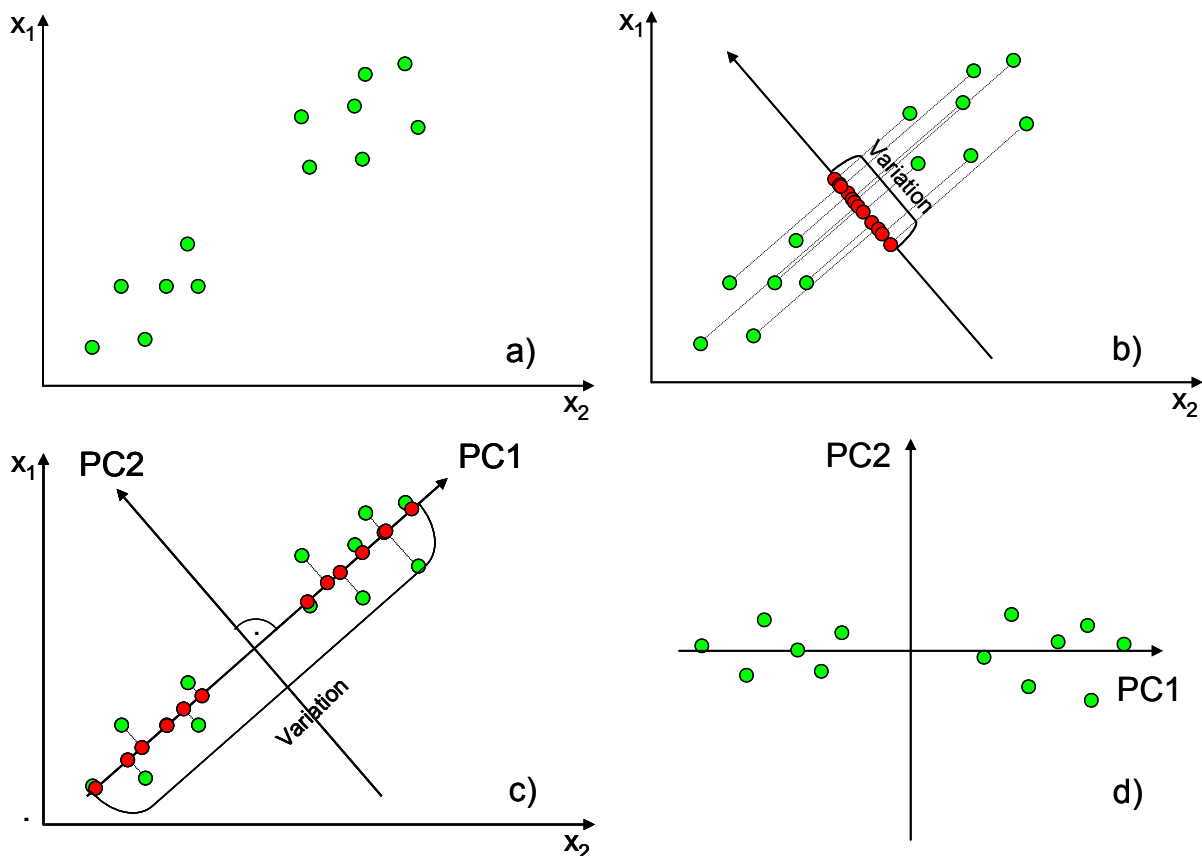 x₁
a)
x₂
x₁
Variation
b)
x₂
x₁
PC2
PC1
Variation
c)
x₂
PC2
PC1
d)